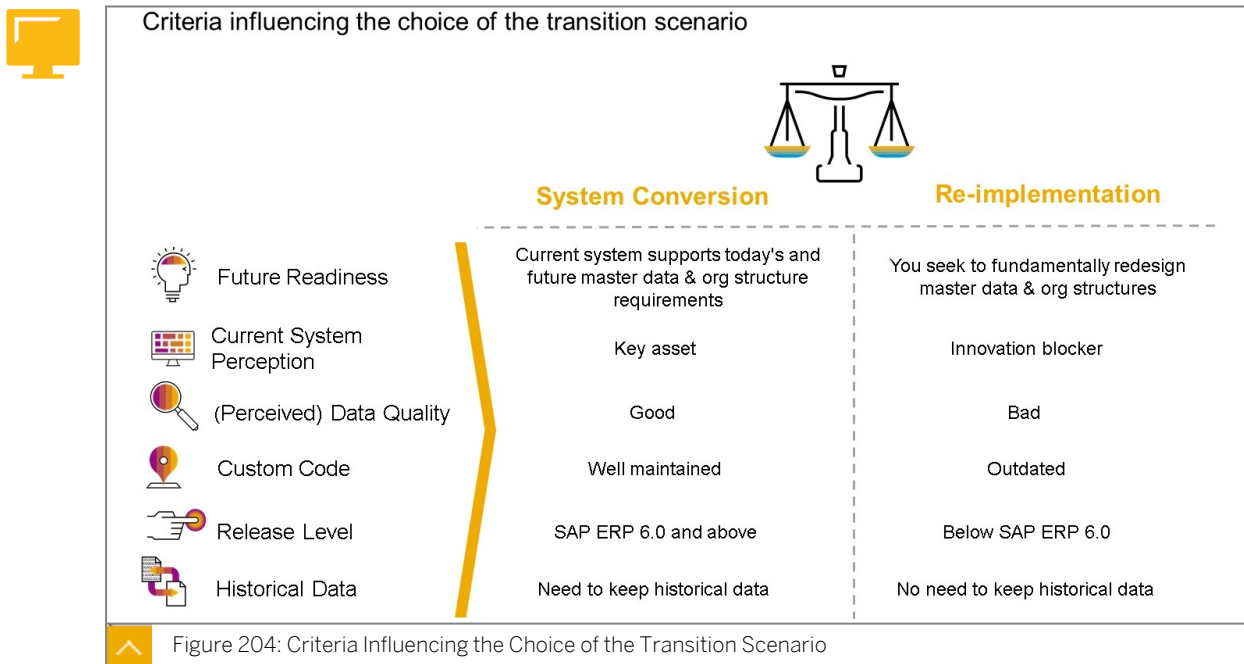 Criteria influencing the choice of the transition scenario
System Conversion
Re-implementation
Future Readiness
Current system supports today's and
future master data & org structure
requirements
You seek to fundamentally redesign
master data & org structures
Current System
Perception
Key asset
Innovation blocker
(Perceived) Data Quality
Good
Bad
Custom Code
Well maintained
Outdated
Release Level
SAP ERP 6.0 and above
Below SAP ERP 6.0
Historical Data
Need to keep historical data
No need to keep historical data
Figure 204: Criteria Influencing the Choice of the Transition Scenario